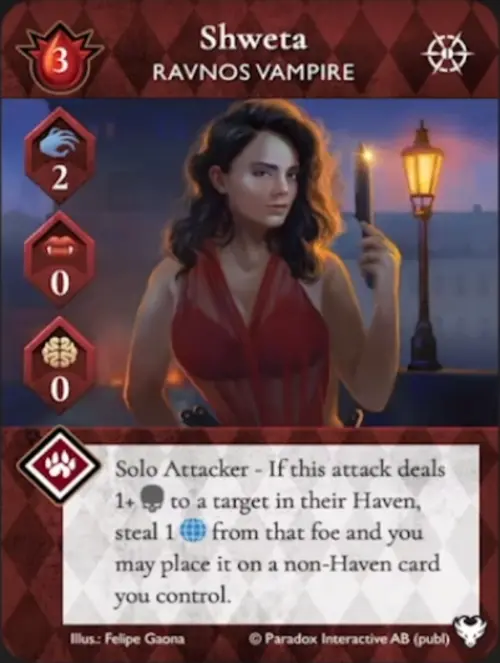 3
Shweta
RAVNOS VAMPIRE
2
0
0
Solo Attacker - If this attack deals
1+ to a target in their Haven,
steal 1 from that foe and you
may place it on a non-Haven card
you control.
Illus.: Felipe Gaona © Paradox Interactive AB (publ)